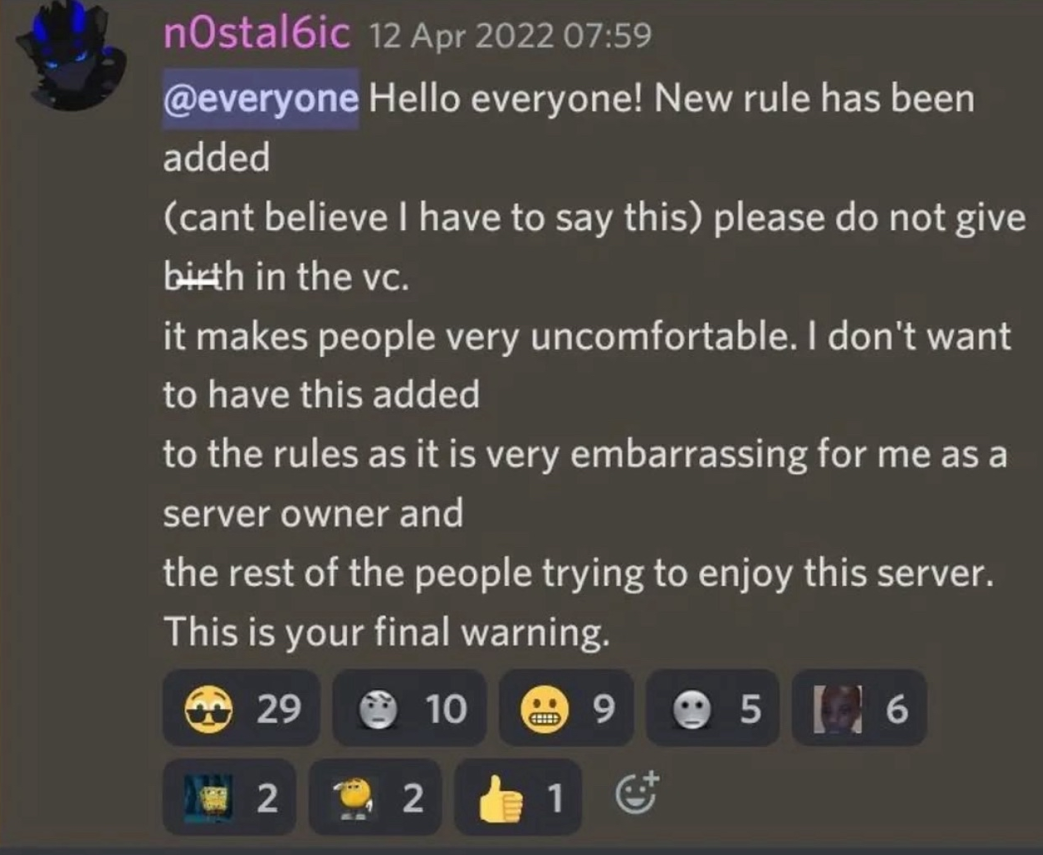 n0stal6ic 12 Apr 2022 07:59
@everyone Hello everyone! New rule has been
added
(cant believe I have to say this) please do not give
birth in the vc.
it makes people very uncomfortable. I don't want
to have this added
to the rules as it is very embarrassing for me as a
server owner and
the rest of the people trying to enjoy this server.
This is your final warning.
29 10 9 5 6
2 2 1